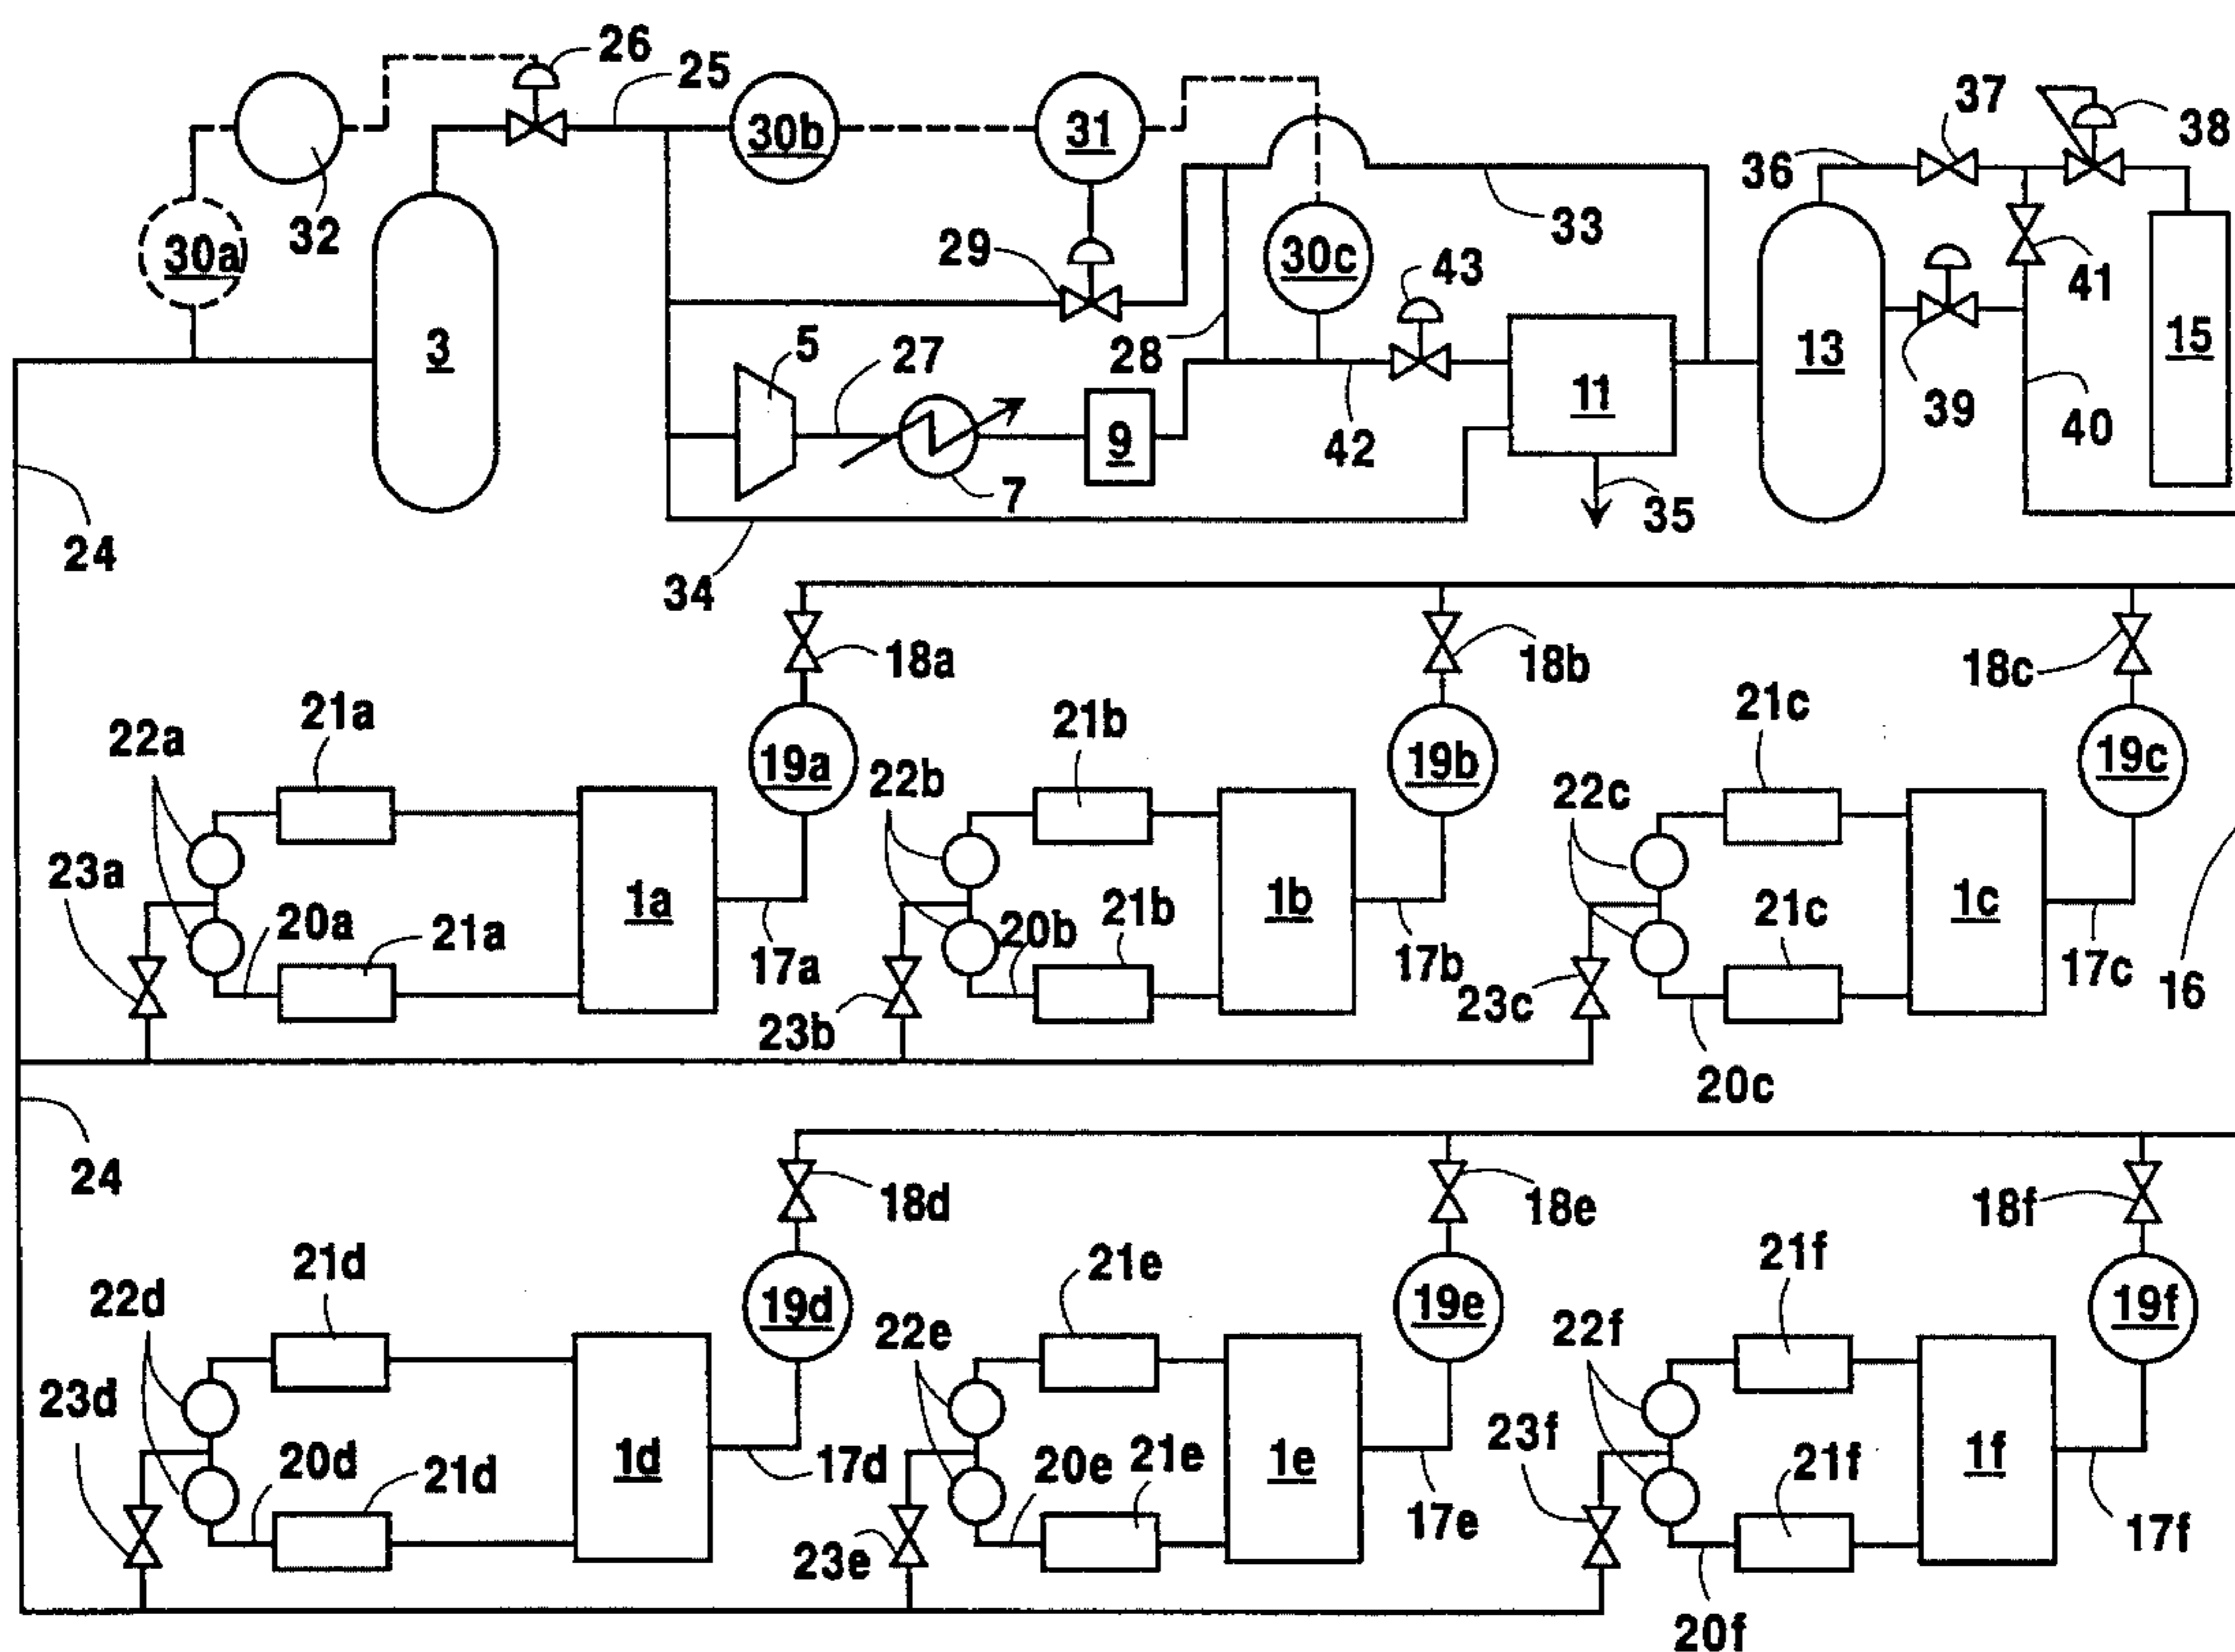 26
25
37
38
30b
31
36
32
33
30a
29
30c
43
41
3
5
27
28
13
15
11
39
40
9
42
7
35
24
34
18a
18b
18c
21a
21b
21c
22a
19a
22b
19b
22c
19c
23a
1a
1b
1c
20a
21a
20b
21b
21c
17a
17b
17c
16
23b
23c
20c
24
18d
18e
18f
21d
21e
21f
22d
19d
22e
19e
22f
19f
23d
23f
20d
21d
1d
17d
20e
21e
1e
21f
1f
17e
17f
23e
20f